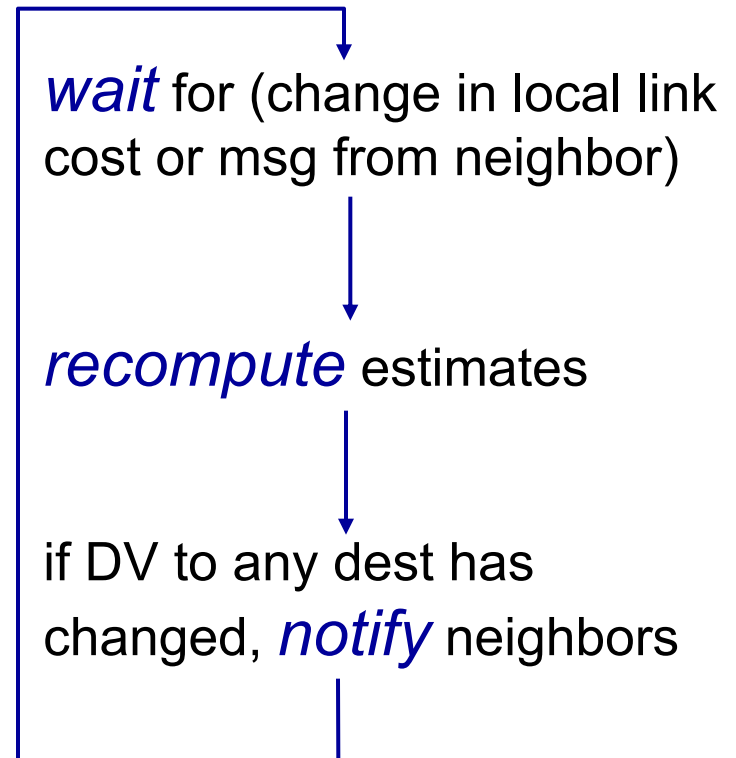 wait for (change in local link
cost or msg from neighbor)
recompute estimates
if DV to any dest has
changed, notify neighbors